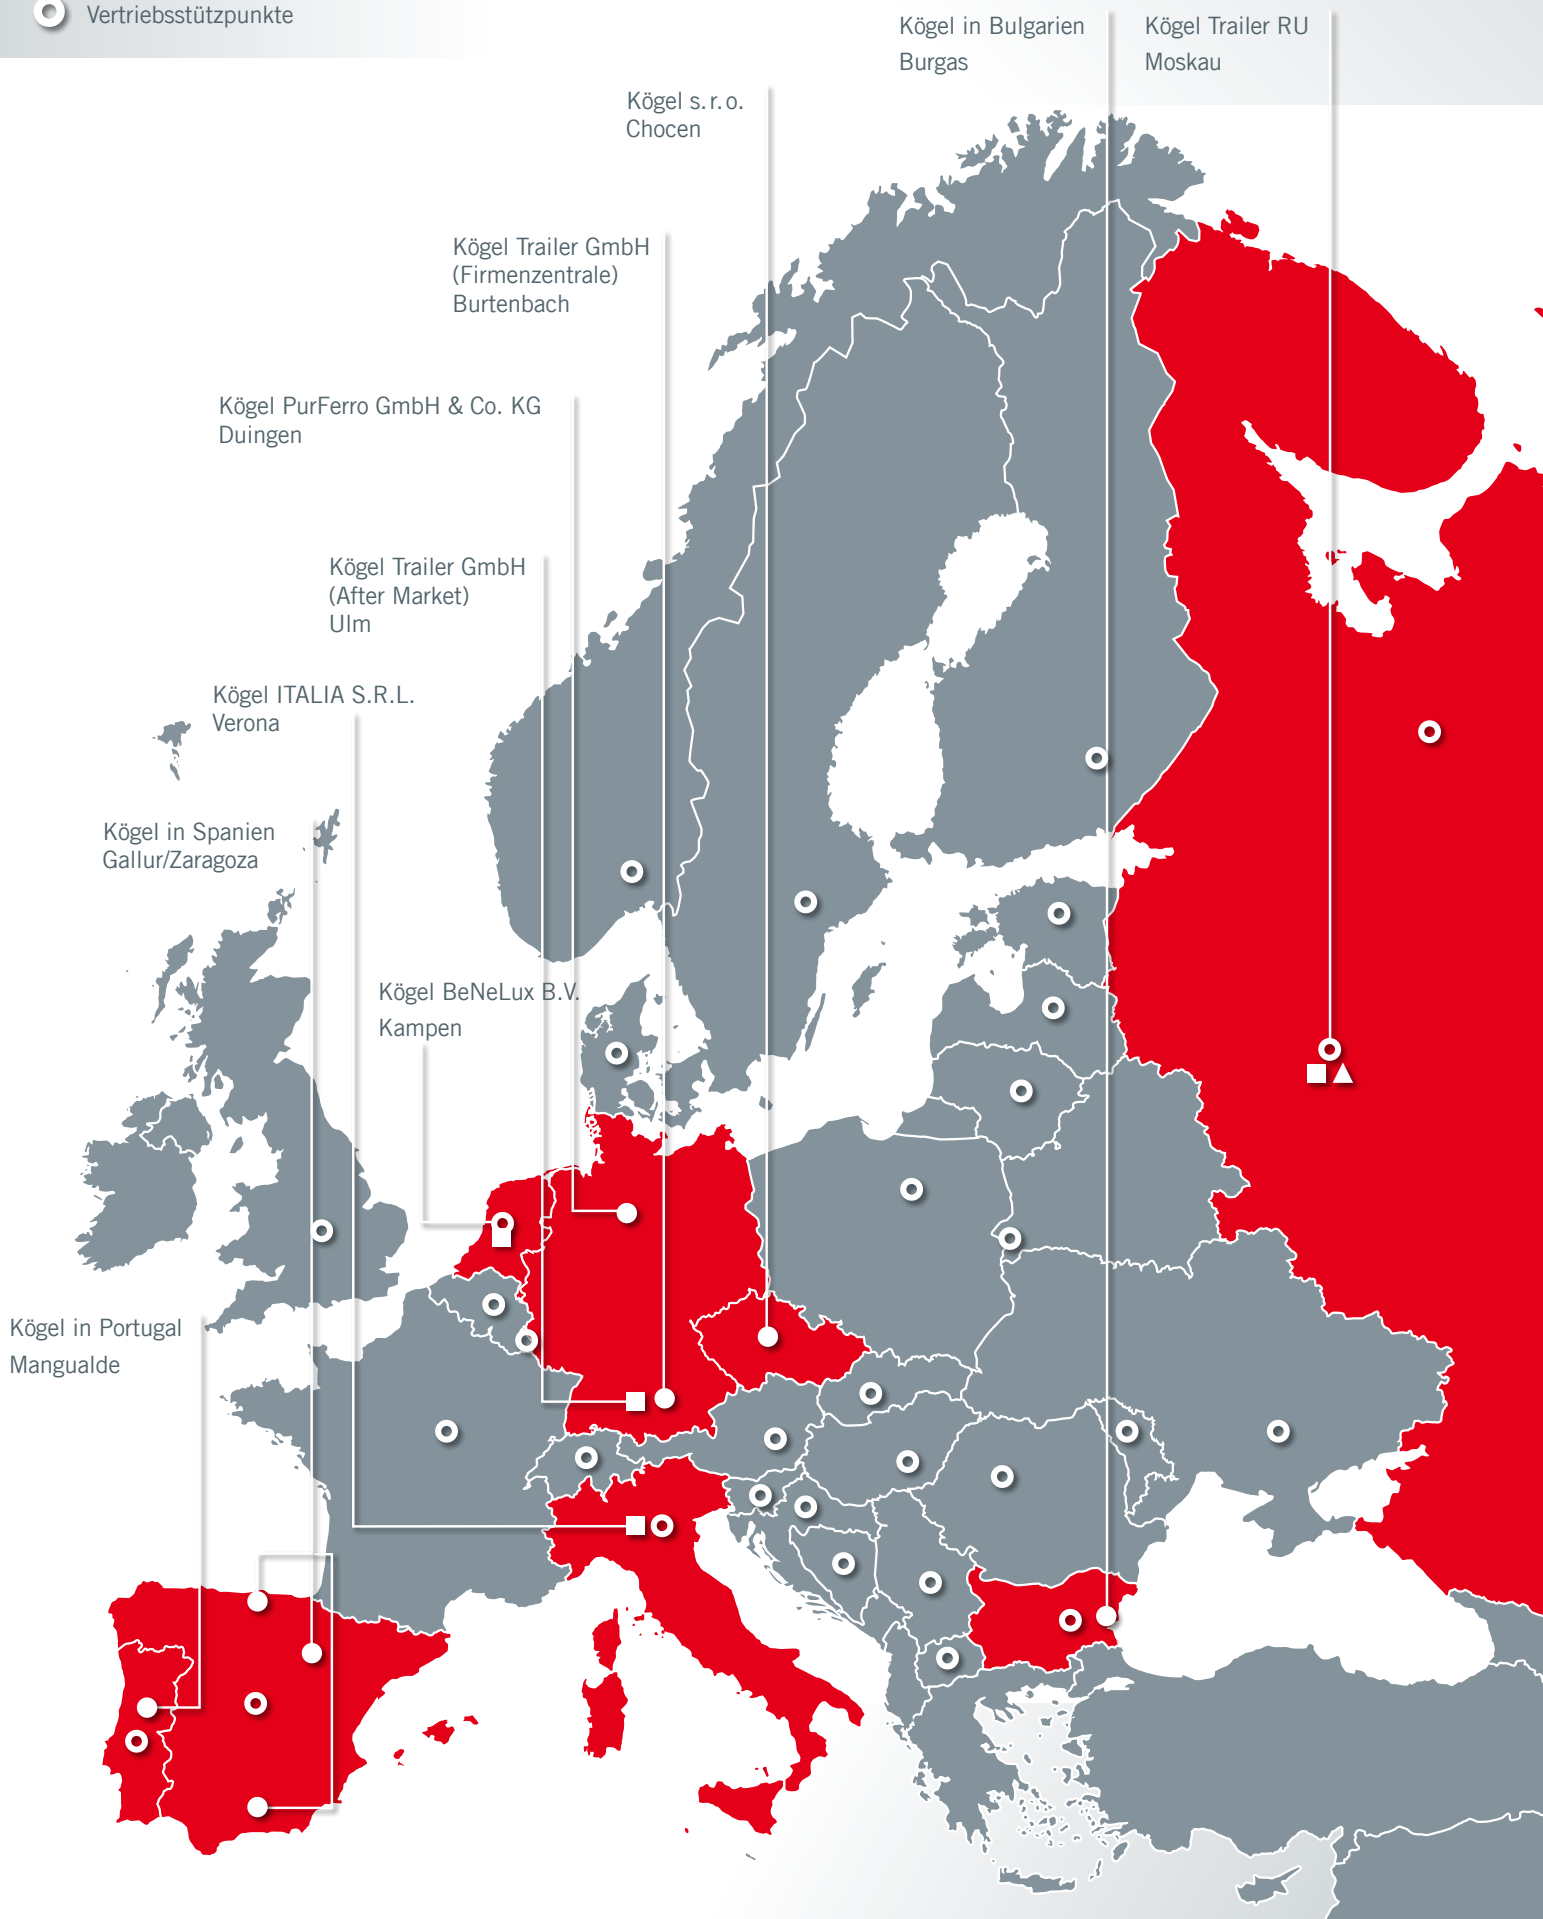 Vertriebsstützpunkte
Kögel in Bulgarien
Burgas
Kögel Trailer RU
Moskau
Kögel s.r.o.
Chocen
Kögel Trailer GmbH
(Firmenzentrale)
Burtenbach
Kögel PurFerro GmbH & Co. KG
Duingen
Kögel Trailer GmbH
(After Market)
Ulm
Kögel ITALIA S.R.L.
Verona
Kögel in Spanien
Gallur/Zaragoza
Kögel BeNeLux B.V.
Kampen
Kögel in Portugal
Mangualde